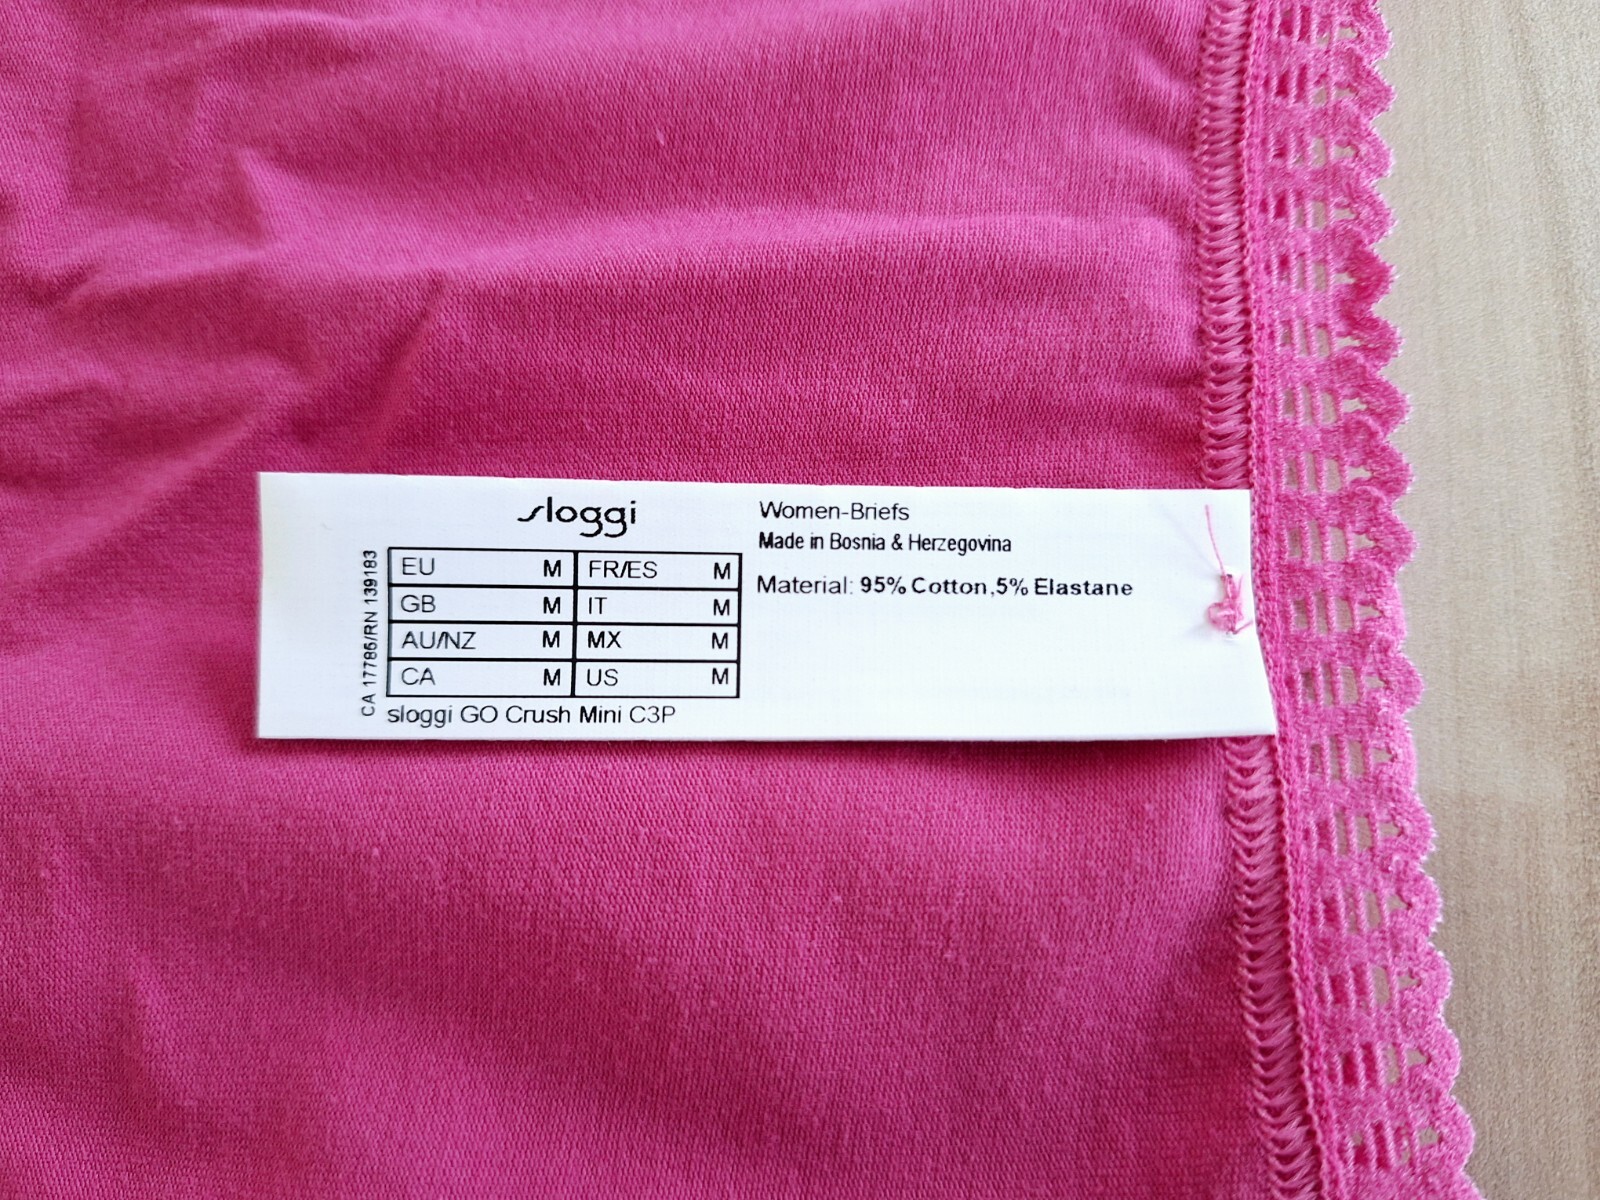 sloggi
EU M FR/ES M
GB M IT M
AU/NZ M MX M
CA M US M
CA 17785/RN 139183
sloggi GO Crush Mini C3P
Women-Briefs
Made in Bosnia & Herzegovina
Material: 95% Cotton,5% Elastane